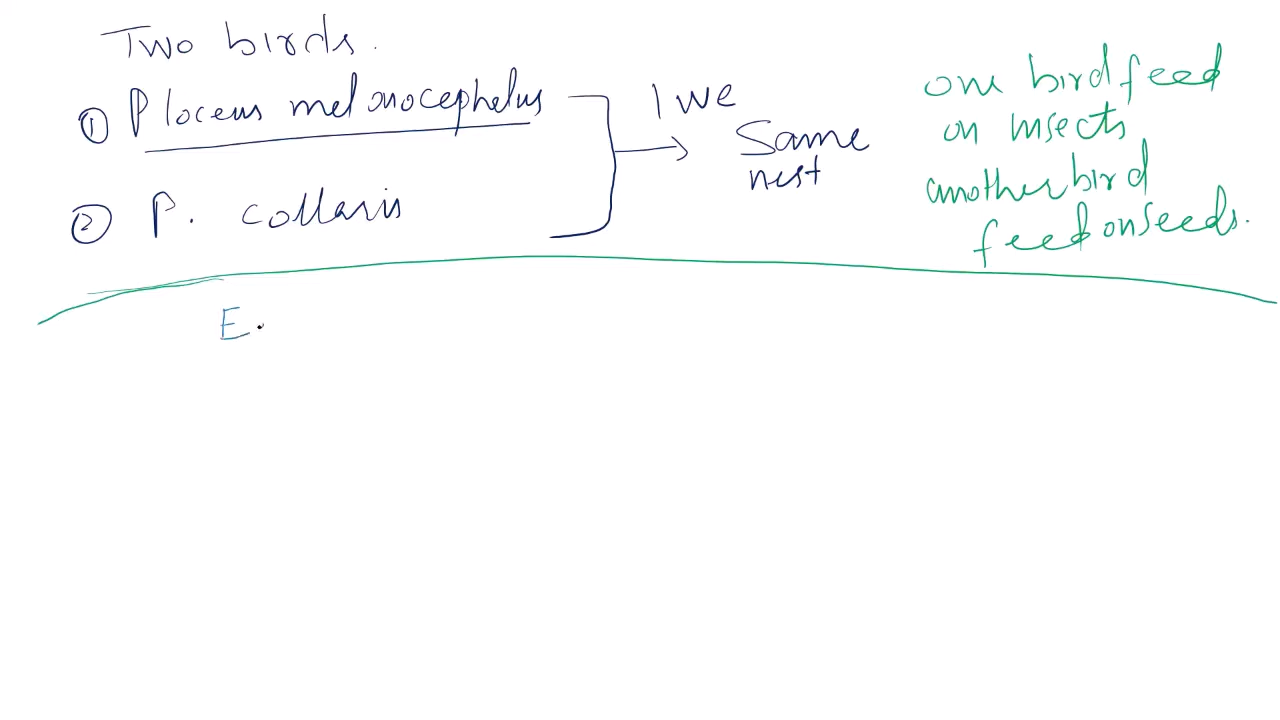 Two birds.
① Ploceus melanocephelus
② P. collaris
live
Same
nest
one bird feed
on insects
another bird
feed on seeds.
E.